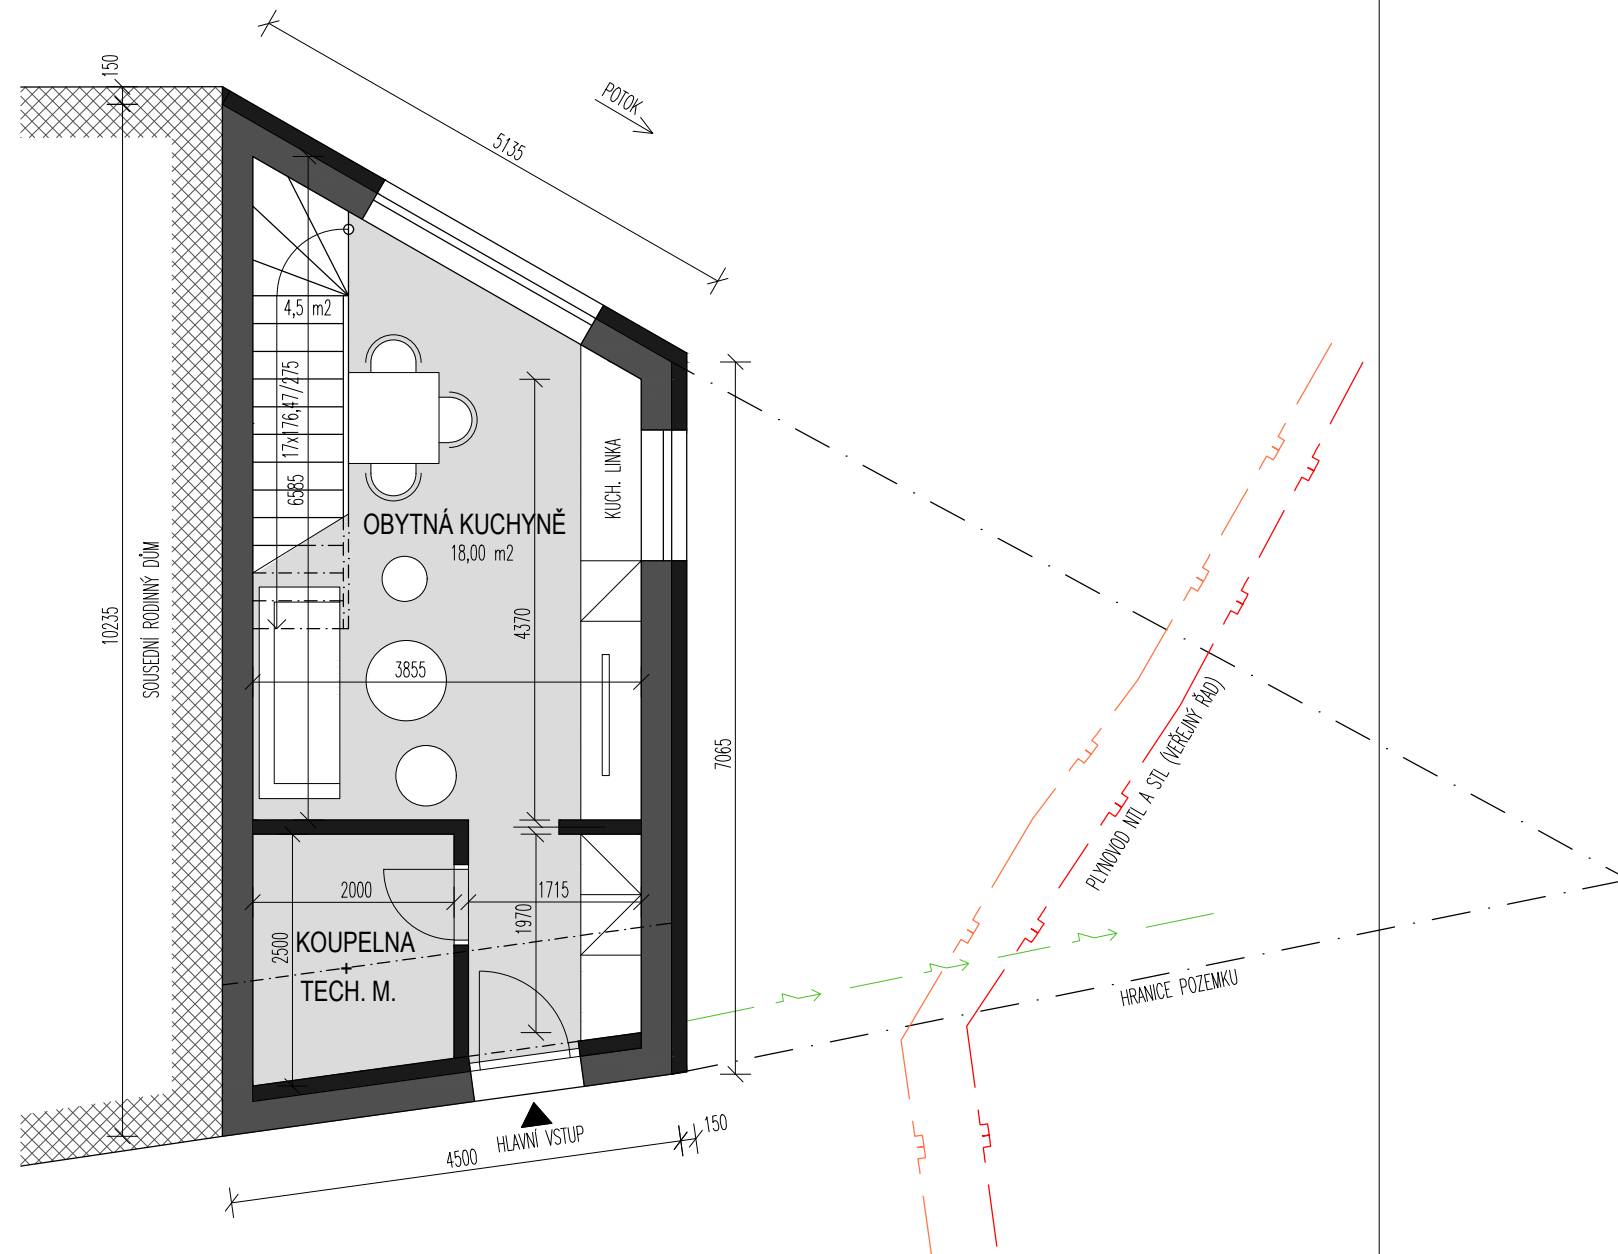 150
POTOK
5135
4,5 m2
17x176,47/275
6585
KUCH. LINKA
OBYTNÁ KUCHYNĚ
18,00 m2
SOUSEDNÍ RODINNÝ DŮM
10235
4370
3855
7065
PLYNOVOD NTL A STL (VEŘEJNÝ ŘAD)
2000
1715
1970
2500
KOUPELNA
+
TECH. M.
HRANICE POZEMKU
HLAVNÍ VSTUP
150
4500